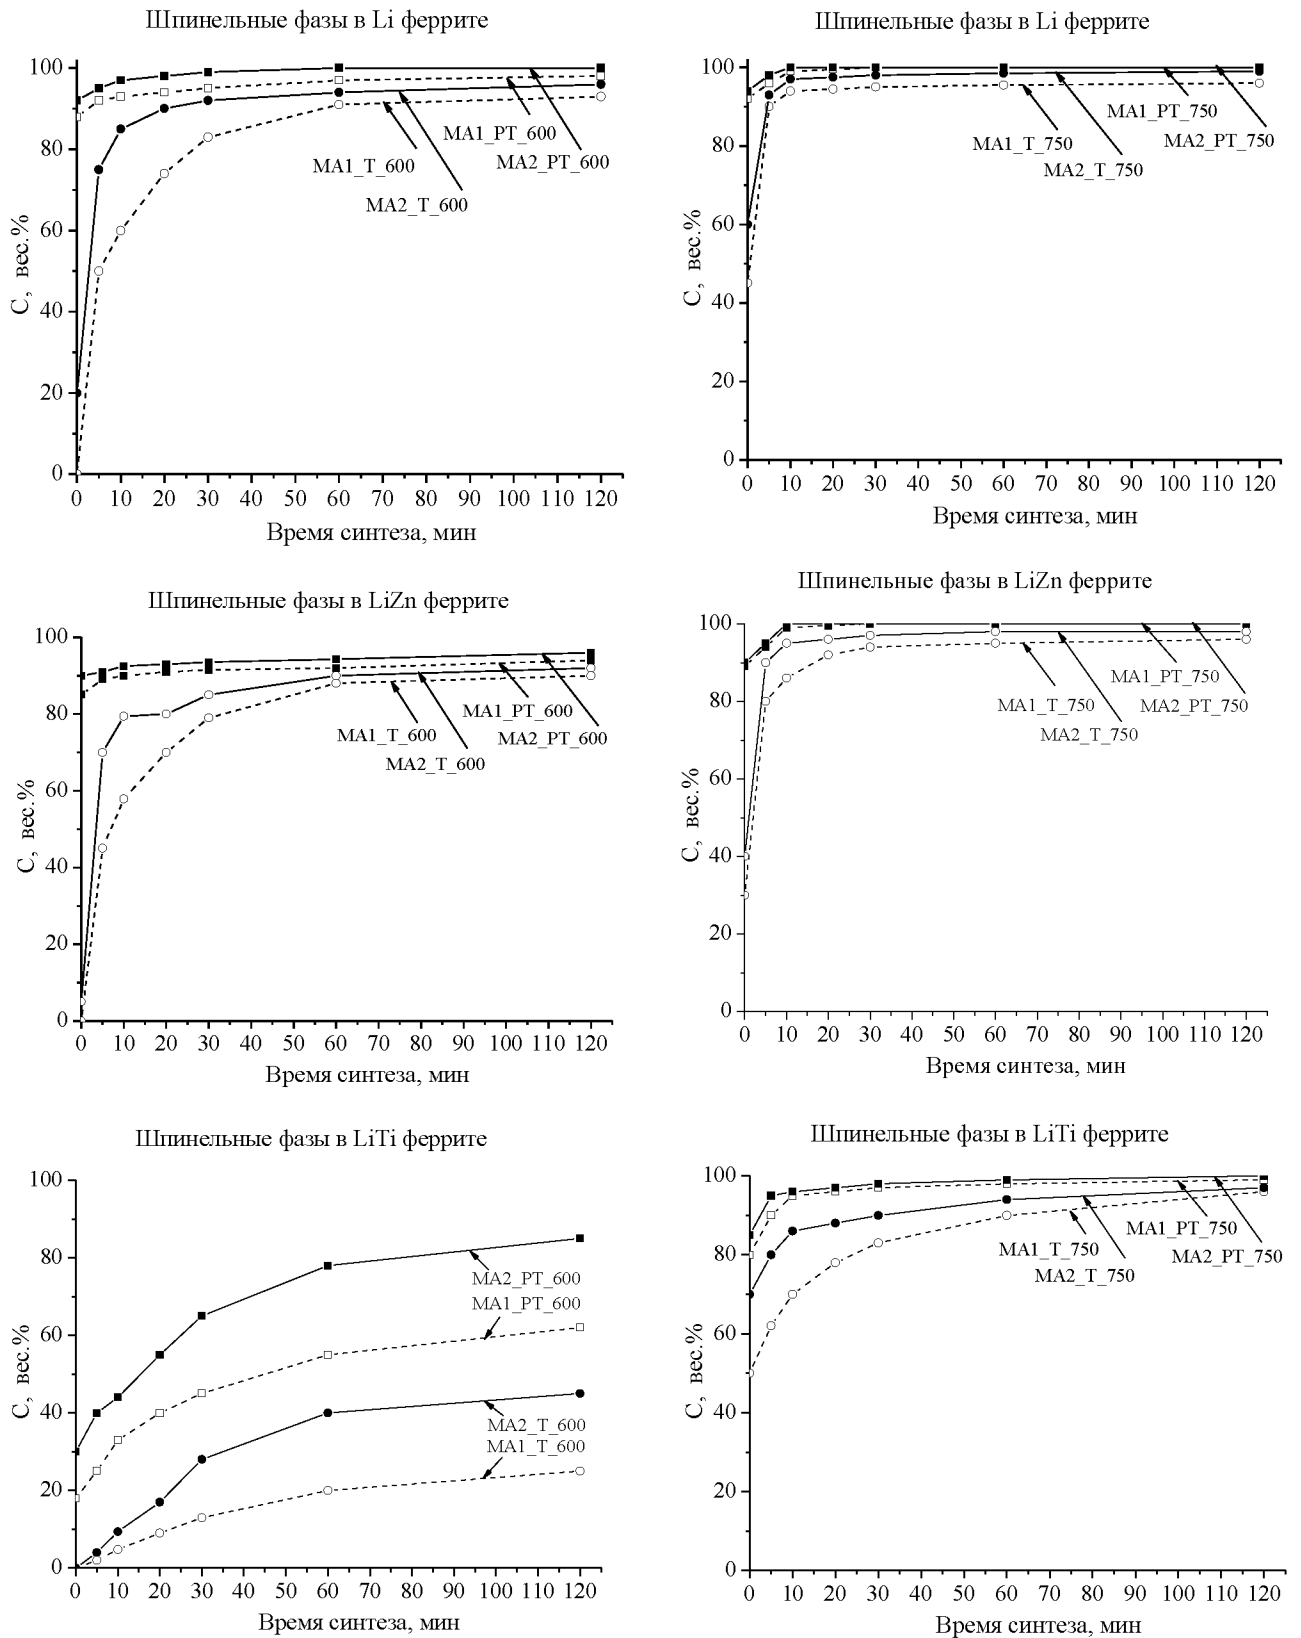 Шпинельные фазы в Li феррите
100
80
60
40
20
0
С, вес.%
MA1_PT_600
MA2_PT_600
MA1_T_600
MA2_T_600
0 10 20 30 40 50 60 70 80 90 100 110 120
Время синтеза, мин
Шпинельные фазы в Li феррите
100
80
60
40
20
0
С, вес.%
MA1_PT_750
MA2_PT_750
MA1_T_750
MA2_T_750
0 10 20 30 40 50 60 70 80 90 100 110 120
Время синтеза, мин
Шпинельные фазы в LiZn феррите
100
80
60
40
20
0
С, вес.%
MA1_PT_600
MA1_T_600
MA2_PT_600
MA2_T_600
0 10 20 30 40 50 60 70 80 90 100 110 120
Время синтеза, мин
Шпинельные фазы в LiZn феррите
100
80
60
40
20
0
С, вес.%
MA1_PT_750
MA1_T_750
MA2_PT_750
MA2_T_750
0 10 20 30 40 50 60 70 80 90 100 110 120
Время синтеза, мин
Шпинельные фазы в LiTi феррите
100
80
60
40
20
0
С, вес.%
MA2_PT_600
MA1_PT_600
MA2_T_600
MA1_T_600
0 10 20 30 40 50 60 70 80 90 100 110 120
Время синтеза, мин
Шпинельные фазы в LiTi феррите
100
80
60
40
20
0
С, вес.%
MA1_PT_750
MA1_T_750
MA2_PT_750
MA2_T_750
0 10 20 30 40 50 60 70 80 90 100 110 120
Время синтеза, мин